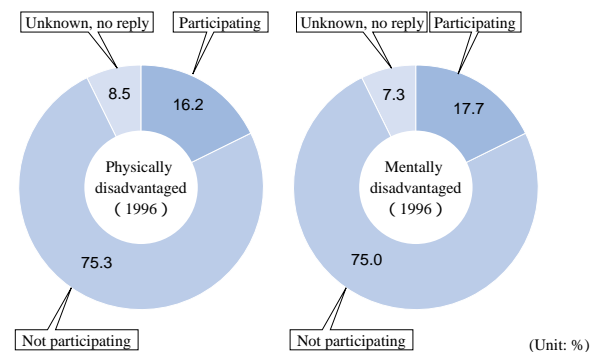 Unknown, no reply
Participating
8.5
16.2
Physically
disadvantaged
( 1996 )
75.3
Not participating
Unknown, no reply
Participating
7.3
17.7
Mentally
disadvantaged
( 1996 )
75.0
Not participating
(Unit: %)